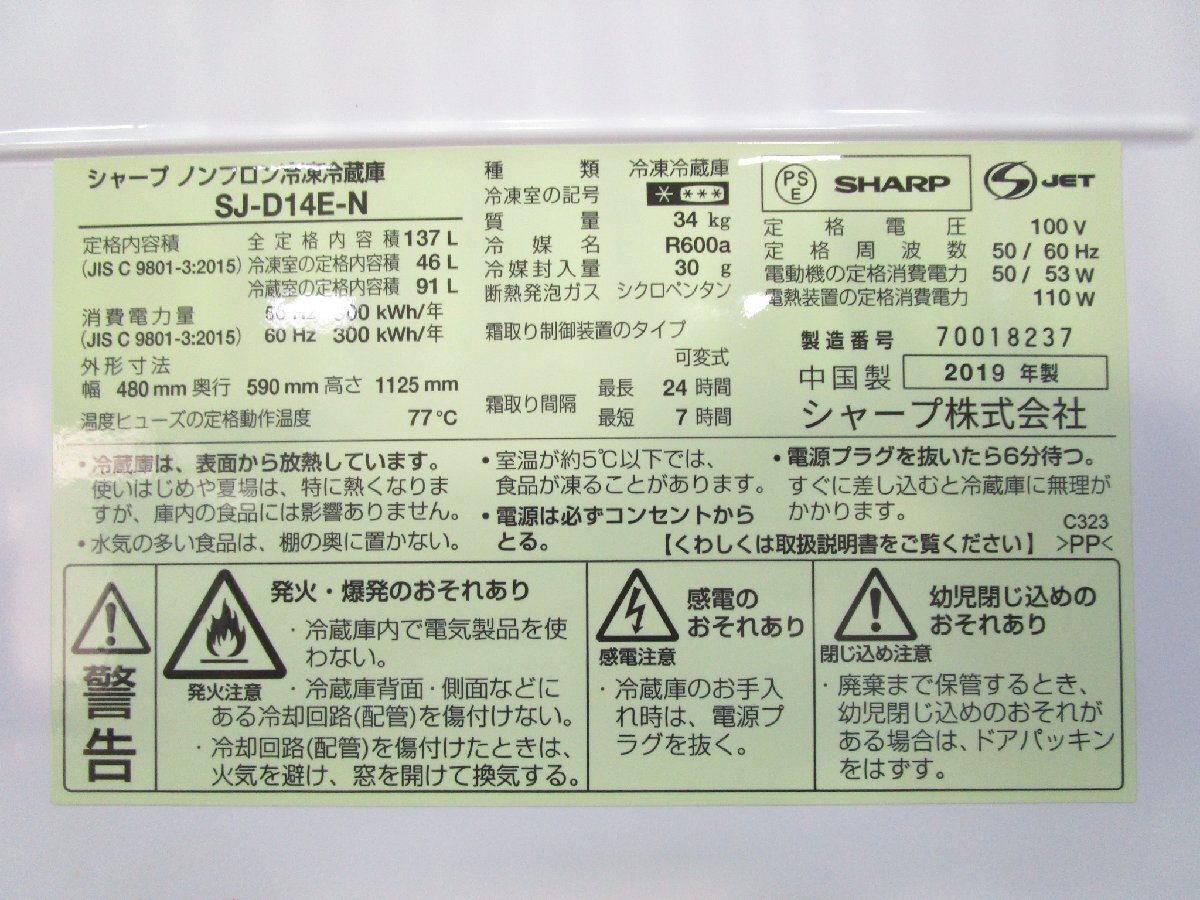 シャープ ノンフロン冷凍冷蔵庫
SJ-D14E-N
定格内容積
(JIS C 9801-3:2015)
全定格内容積 137 L
冷凍室の定格内容積 46 L
冷蔵室の定格内容積 91 L
消費電力量
(JIS C 9801-3:2015)
Hz 300 kWh/年
60 Hz 300 kWh/年
外形寸法
幅 480 mm 奥行 590 mm 高さ 1125 mm
温度ヒューズの定格動作温度 77 ℃
種類 冷凍冷蔵庫
冷凍室の記号 * ***
質量 34 kg
冷媒名 R600a
冷媒封入量 30 g
断熱発泡ガス シクロペンタン
霜取り制御装置のタイプ
可変式
霜取り間隔
最長 24 時間
最短 7 時間
PSE SHARP JET
定格電圧 100 V
定格周波数 50 / 60 Hz
電動機の定格消費電力 50 / 53 W
電熱装置の定格消費電力 110 W
製造番号 70018237
中国製 2019 年製
シャープ株式会社
・冷蔵庫は、表面から放熱しています。
使いはじめや夏場は、特に熱くなりま
すが、庫内の食品には影響ありません。
・水気の多い食品は、棚の奥に置かない。
・室温が約5℃以下では、
食品が凍ることがあります。
・電源は必ずコンセントから
とる。
・電源プラグを抜いたら6分待つ。
すぐに差し込むと冷蔵庫に無理が
かかります。
C323
【くわしくは取扱説明書をご覧ください】 >PP<
警告
発火・爆発のおそれあり
発火注意
・冷蔵庫内で電気製品を使
わない。
・冷蔵庫背面・側面などに
ある冷却回路(配管)を傷付けない。
・冷却回路(配管)を傷付けたときは、
火気を避け、窓を開けて換気する。
感電の
おそれあり
感電注意
・冷蔵庫のお手入
れ時は、電源プ
ラグを抜く。
幼児閉じ込めの
おそれあり
閉じ込め注意
・廃棄まで保管するとき、
幼児閉じ込めのおそれが
ある場合は、ドアパッキン
をはずす。